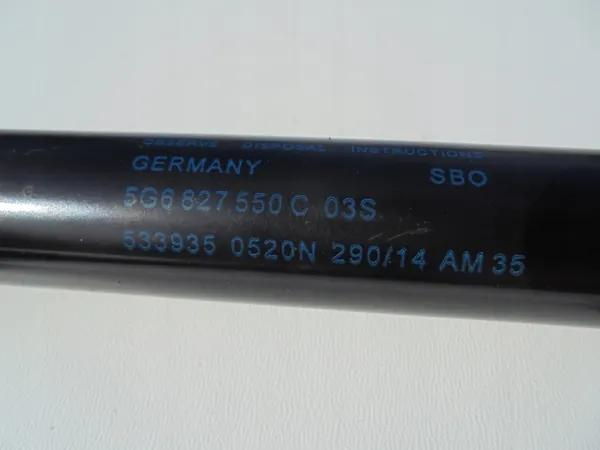 OBSERVE DISPOSAL INSTRUCTIONS
GERMANY SBO
5G6 827 550 C 03S
533935 0520N 290/14 AM 35